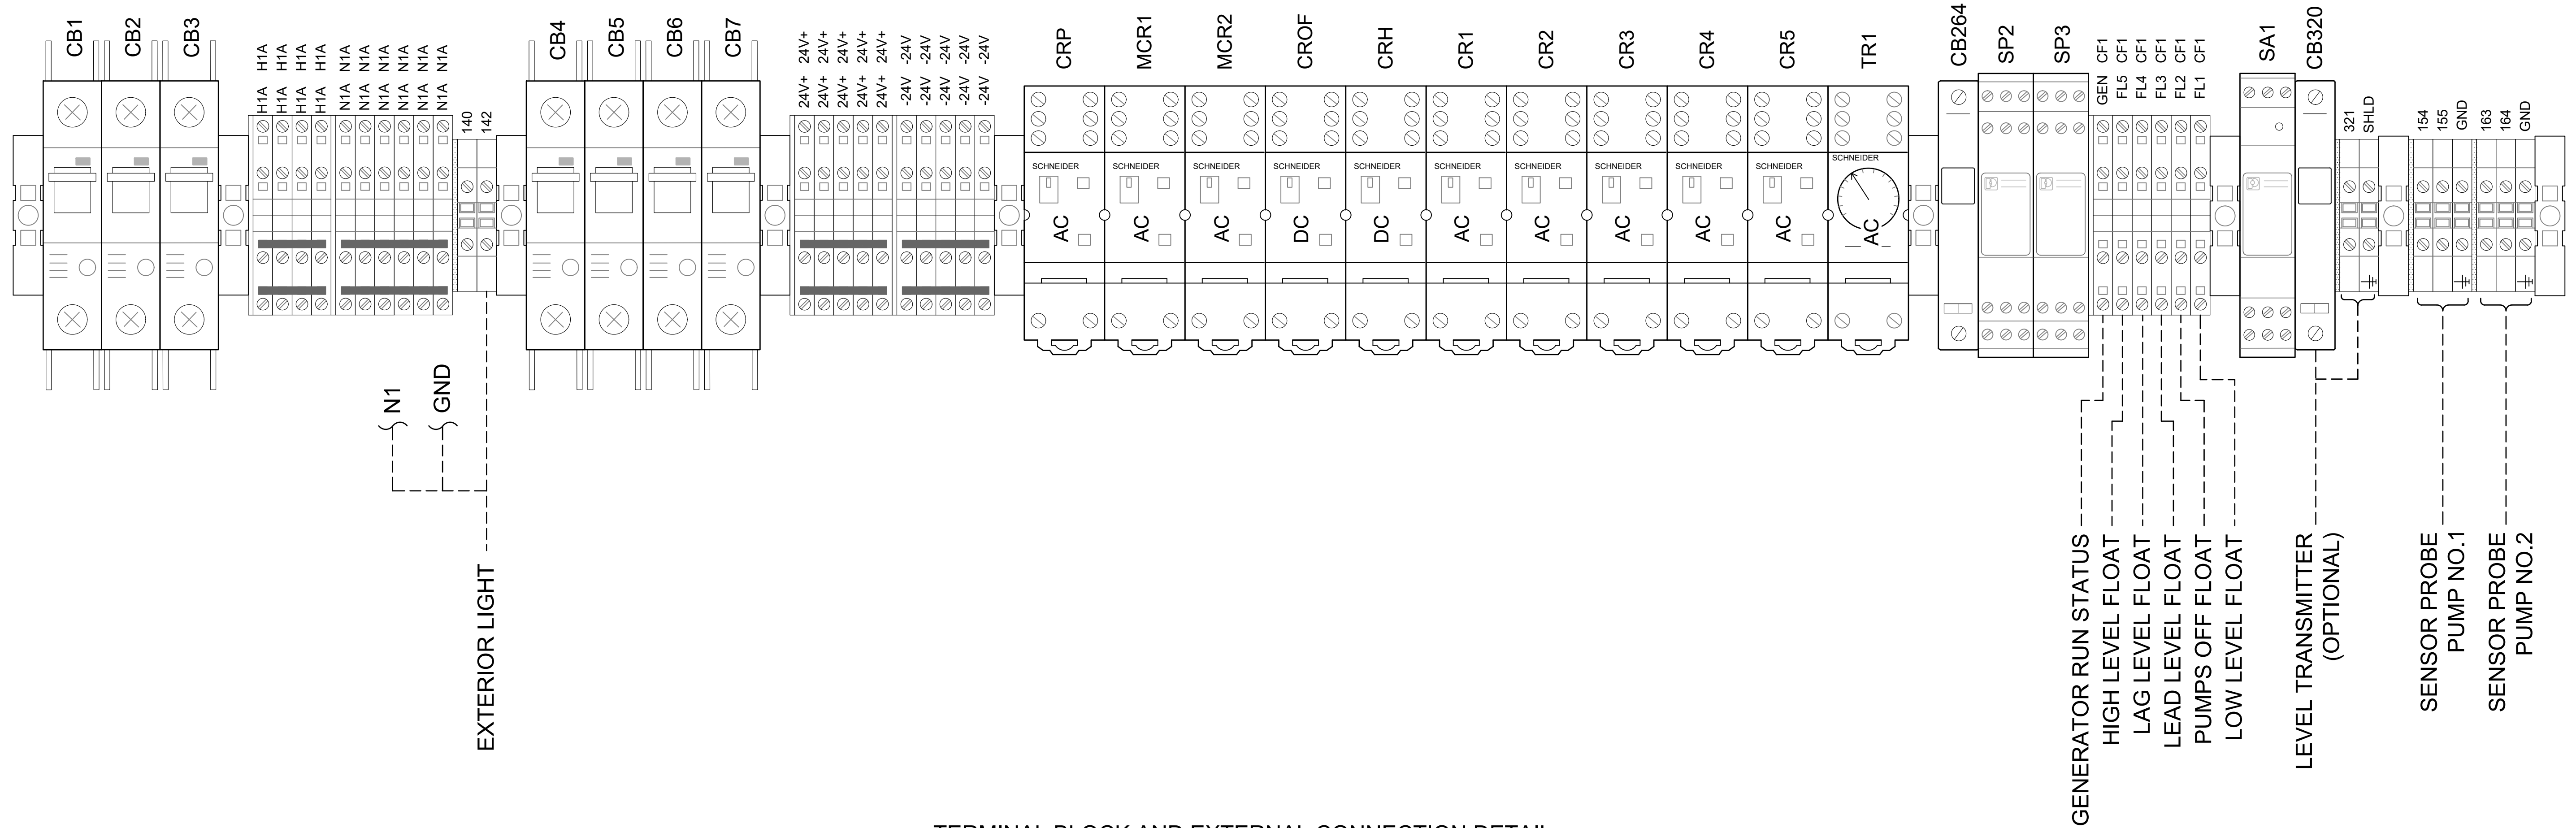 CB1
CB2
CB3
H1A H1A
H1A H1A
H1A H1A
H1A H1A
N1A N1A
N1A N1A
N1A N1A
N1A N1A
N1A N1A
N1A N1A
140
142
CB4
CB5
CB6
CB7
24V+ 24V+
24V+ 24V+
24V+ 24V+
24V+ 24V+
24V+ 24V+
-24V -24V
-24V -24V
-24V -24V
-24V -24V
-24V -24V
CRP
MCR1
MCR2
CROF
CRH
CR1
CR2
CR3
CR4
CR5
TR1
CB264
SP2
SP3
GEN CF1
FL5 CF1
FL4 CF1
FL3 CF1
FL2 CF1
FL1 CF1
SA1
CB320
321
SHLD
154
155
GND
163
164
GND
SCHNEIDER
SCHNEIDER
SCHNEIDER
SCHNEIDER
SCHNEIDER
SCHNEIDER
SCHNEIDER
SCHNEIDER
SCHNEIDER
SCHNEIDER
SCHNEIDER
AC
AC
AC
DC
DC
AC
AC
AC
AC
AC
AC
N1
GND
EXTERIOR LIGHT
GENERATOR RUN STATUS
HIGH LEVEL FLOAT
LAG LEVEL FLOAT
LEAD LEVEL FLOAT
PUMPS OFF FLOAT
LOW LEVEL FLOAT
LEVEL TRANSMITTER
(OPTIONAL)
SENSOR PROBE
PUMP NO.1
SENSOR PROBE
PUMP NO.2
TERMINAL BLOCK AND EXTERNAL CONNECTION DETAIL